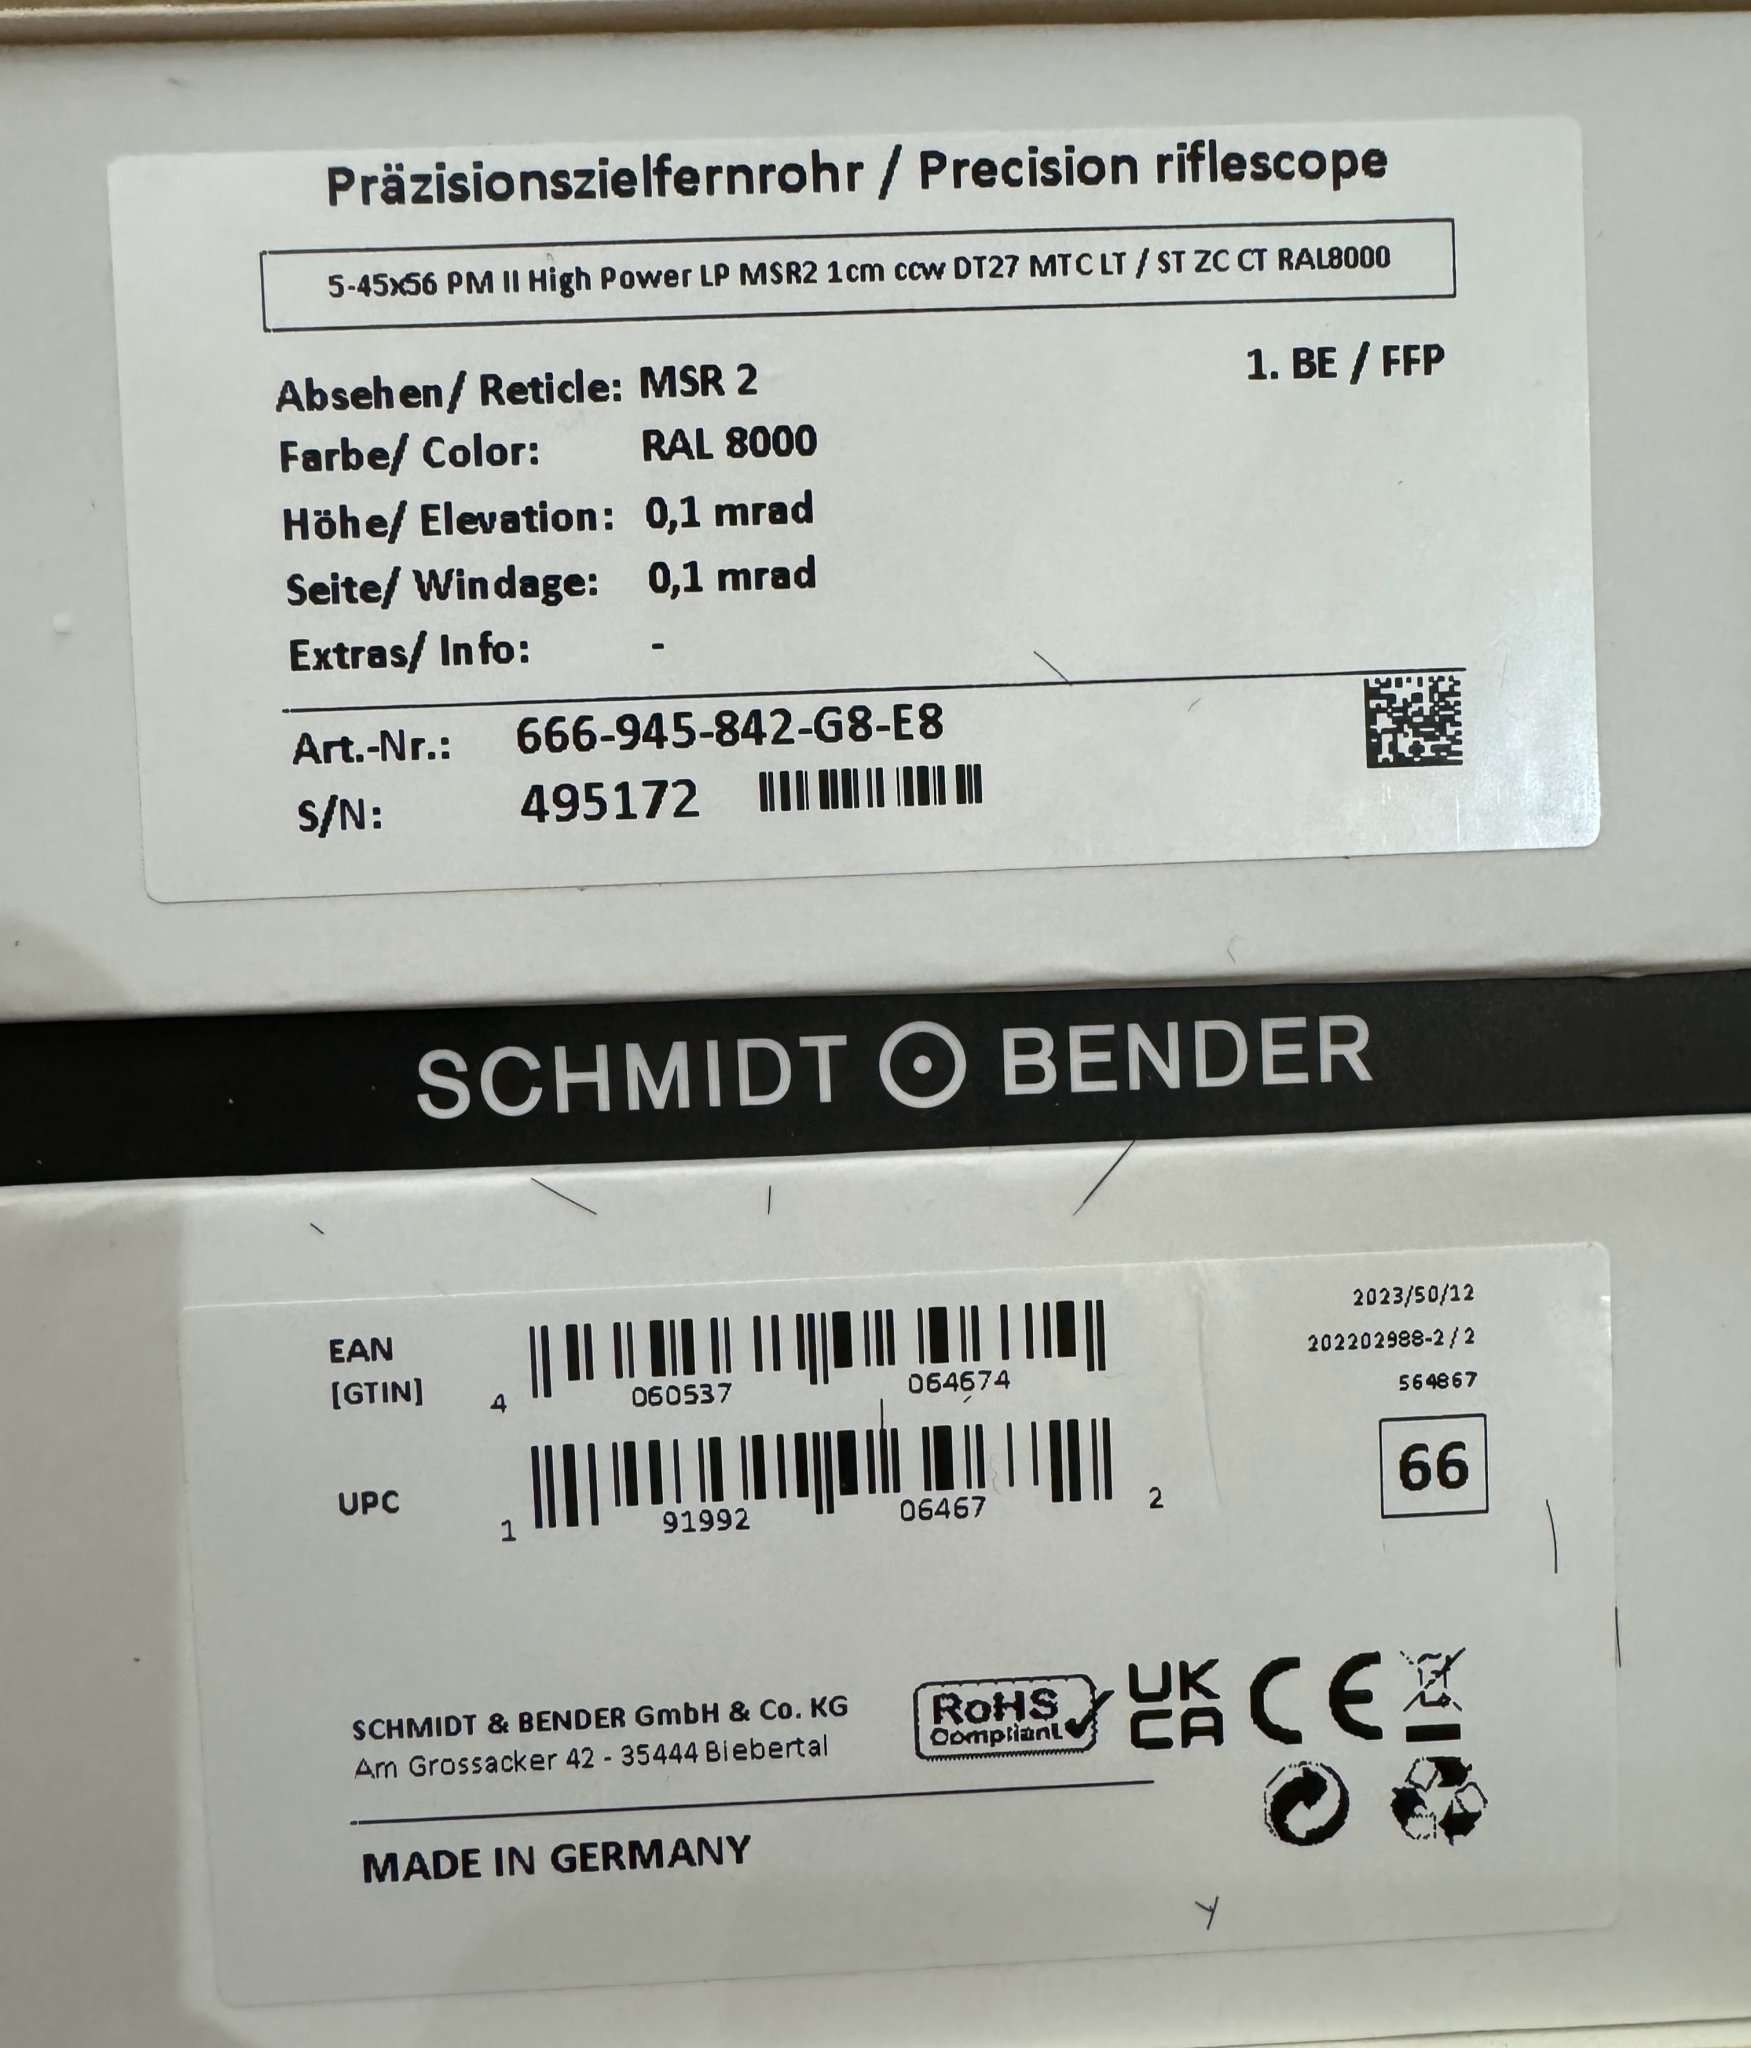 Präzisionszielfernrohr / Precision riflescope
5-45x56 PM II High Power LP MSR2 1cm ccw DT27 MTC LT / ST ZC CT RAL8000
Absehen/ Reticle: MSR 2 1. BE / FFP
Farbe/ Color: RAL 8000
Höhe/ Elevation: 0,1 mrad
Seite/ Windage: 0,1 mrad
Extras/ Info: -
Art.-Nr.: 666-945-842-G8-E8
S/N: 495172
SCHMIDT BENDER
2023/50/12
EAN
[GTIN] 4 060537 064674
202202988-2 / 2
564867
66
UPC 1 91992 06467 2
SCHMIDT & BENDER GmbH & Co. KG
Am Grossacker 42 - 35444 Biebertal
RoHS
Compliant
UK
CA
CE
MADE IN GERMANY